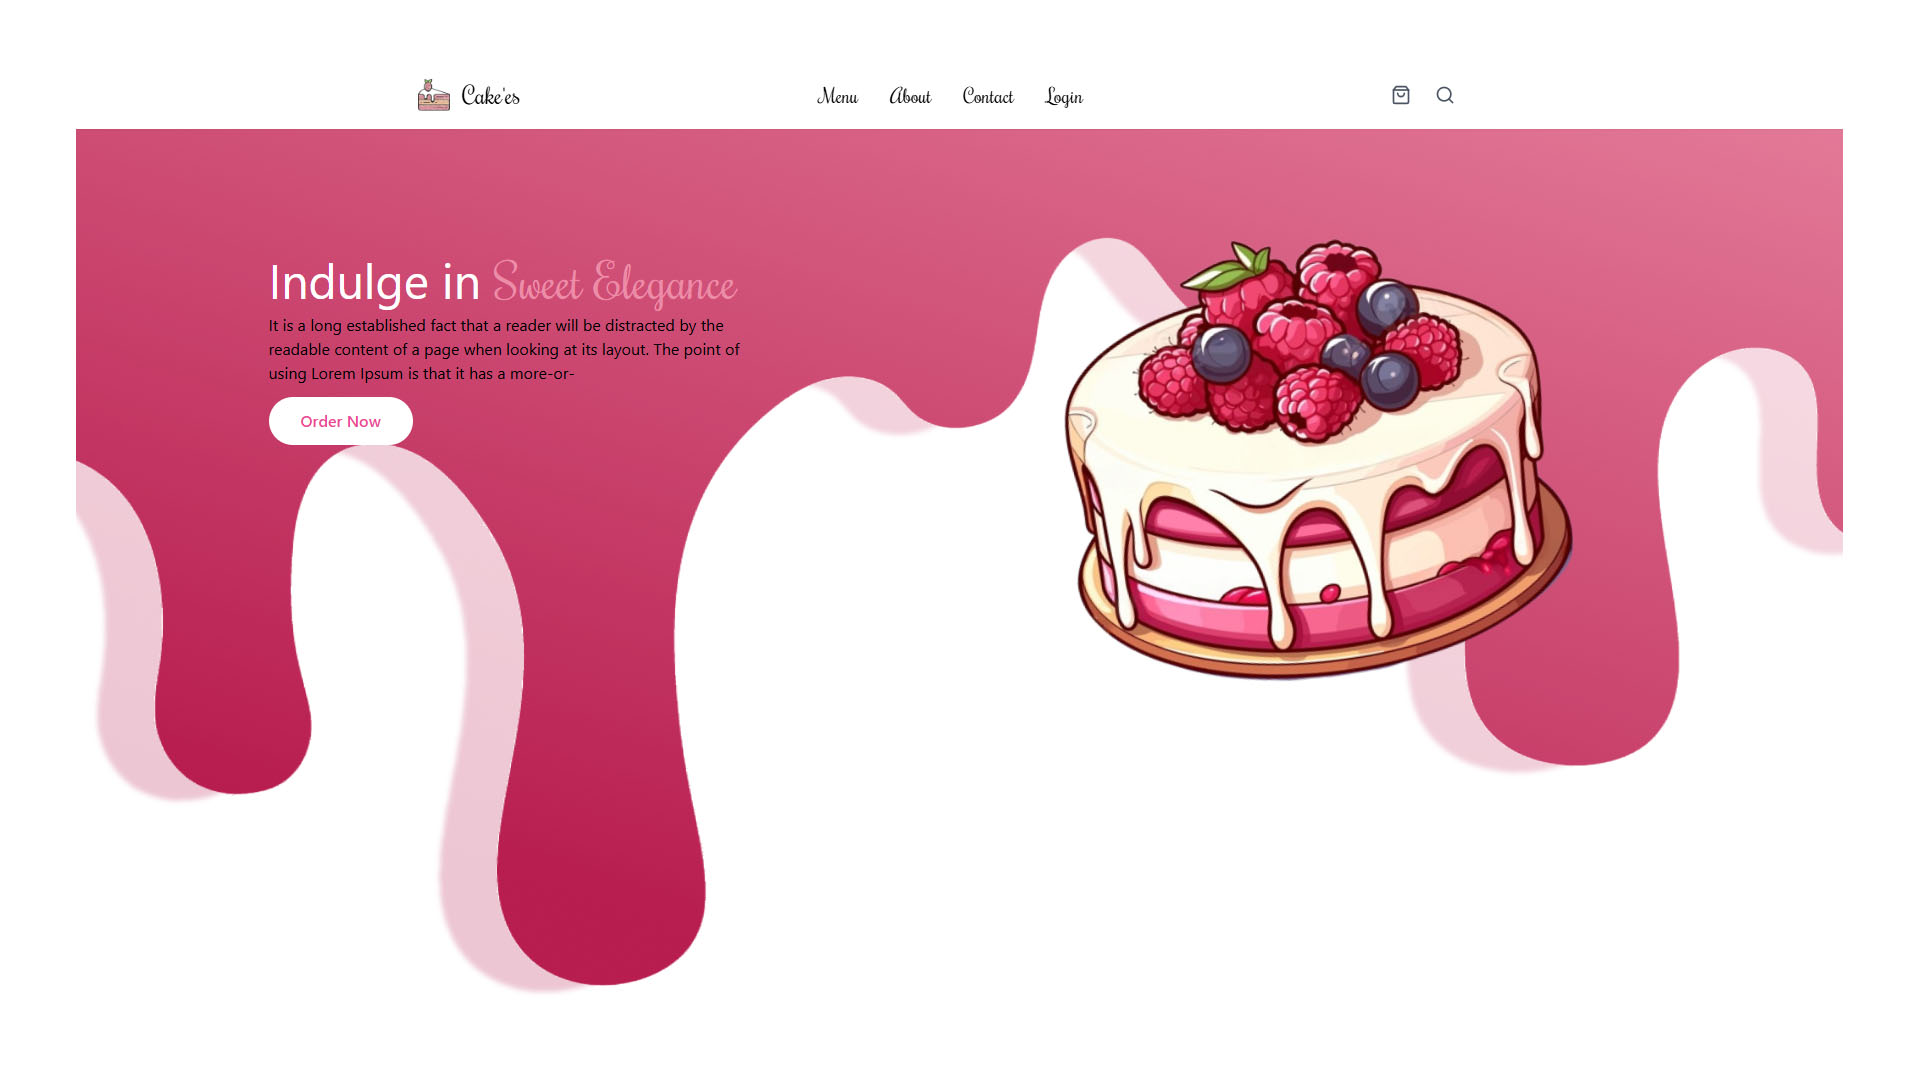 Cake'es
Menu About Contact Login
Indulge in Sweet Elegance
It is a long established fact that a reader will be distracted by the
readable content of a page when looking at its layout. The point of
using Lorem Ipsum is that it has a more-or-
Order Now